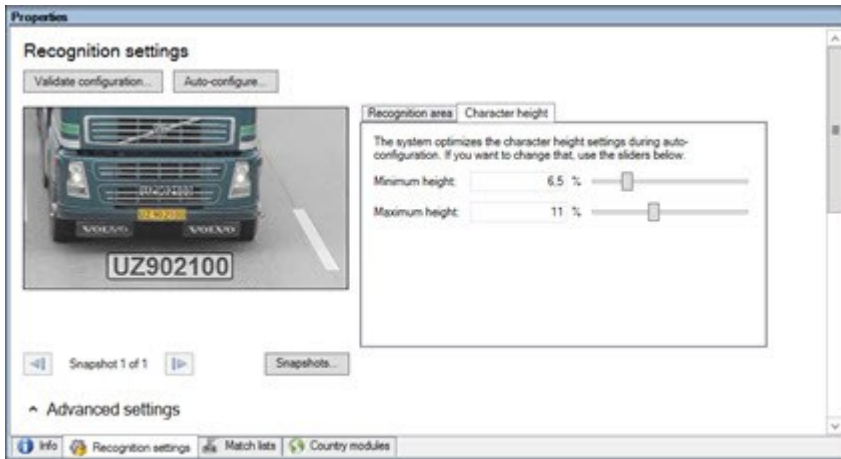 Properties
Recognition settings
Validate configuration...
Auto-configure...
Recognition area
Character height
The system optimizes the character height settings during auto-
configuration. If you want to change that, use the sliders below.
Minimum height:
6,5 %
Maximum height:
11 %
UZ902100
VOLVO
VOLVO
UZ902100
Snapshot 1 of 1
Snapshots...
Advanced settings
Info
Recognition settings
Match lists
Country modules